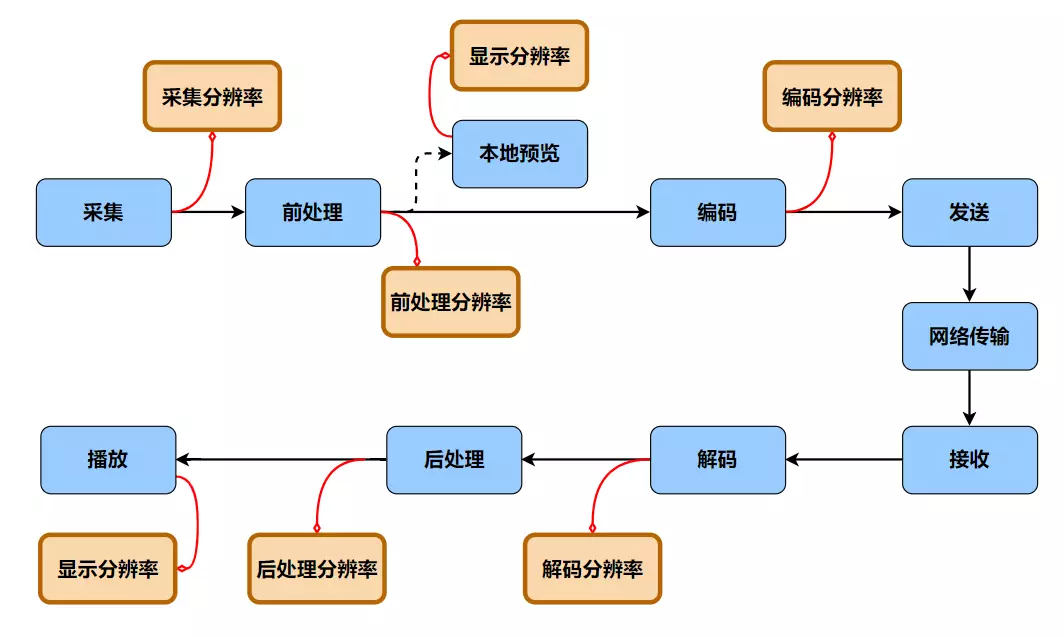 显示分辨率
采集分辨率
编码分辨率
本地预览
采集
前处理
编码
发送
前处理分辨率
网络传输
播放
后处理
解码
接收
显示分辨率
后处理分辨率
解码分辨率